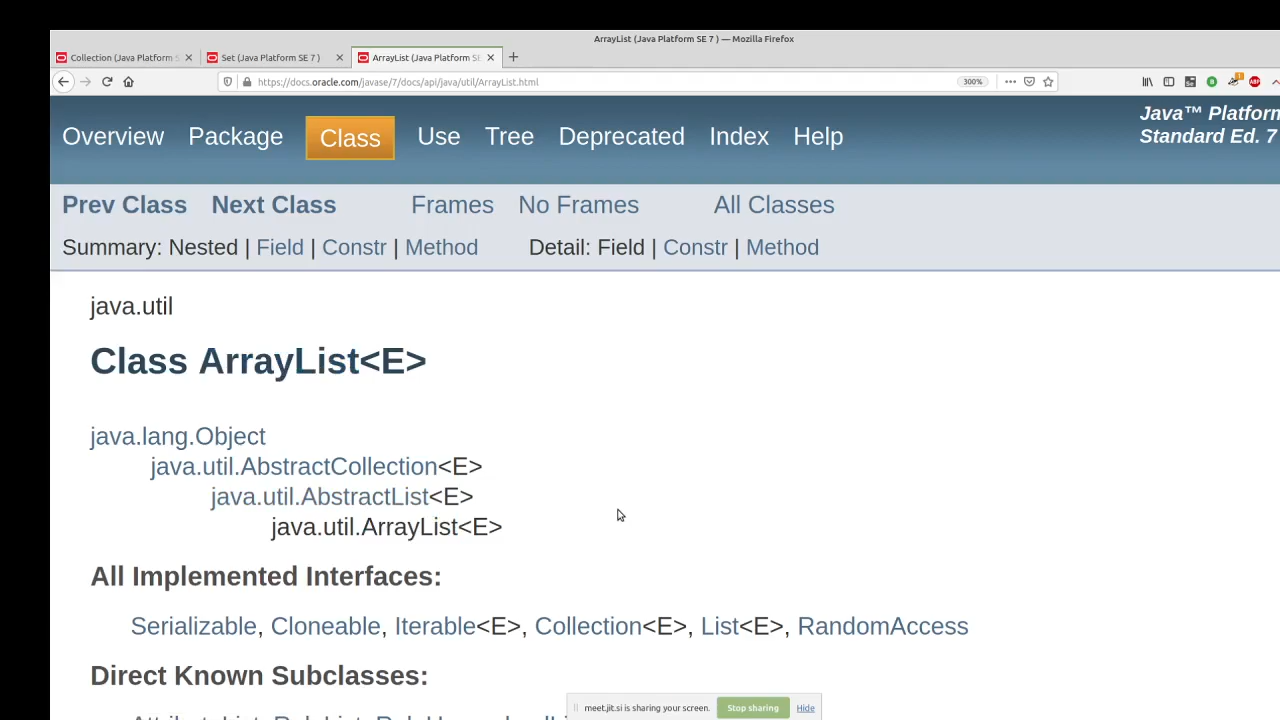 ArrayList (Java Platform SE 7 ) — Mozilla Firefox
Collection (Java Platform S Set (Java Platform SE 7 ) ArrayList (Java Platform SE
https://docs.oracle.com/javase/7/docs/api/java/util/ArrayList.html 300%
Overview Package Class Use Tree Deprecated Index Help
Java™ Platform
Standard Ed. 7
Prev Class Next Class Frames No Frames All Classes
Summary: Nested | Field | Constr | Method Detail: Field | Constr | Method
java.util
Class ArrayList<E>
java.lang.Object
java.util.AbstractCollection<E>
java.util.AbstractList<E>
java.util.ArrayList<E>
All Implemented Interfaces:
Serializable, Cloneable, Iterable<E>, Collection<E>, List<E>, RandomAccess
Direct Known Subclasses:
meet.jit.si is sharing your screen. Stop sharing Hide